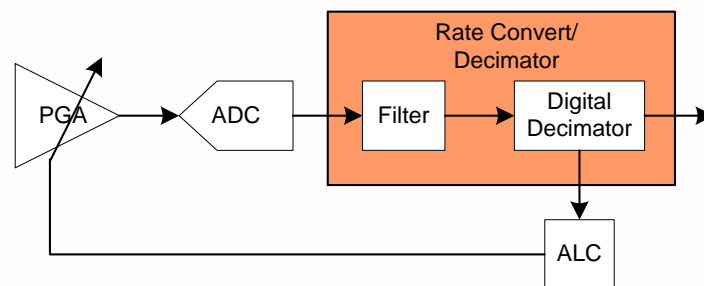 Rate Convert/
Decimator
PGA
ADC
Filter
Digital
Decimator
ALC